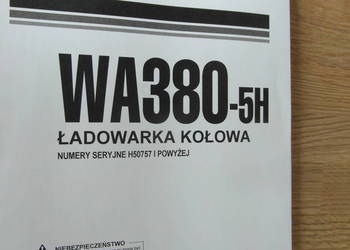 WA380-5H
ŁADOWARKA KOŁOWA
NUMERY SERYJNE H50757 I POWYŻEJ
NIEBEZPIECZEŃSTWO